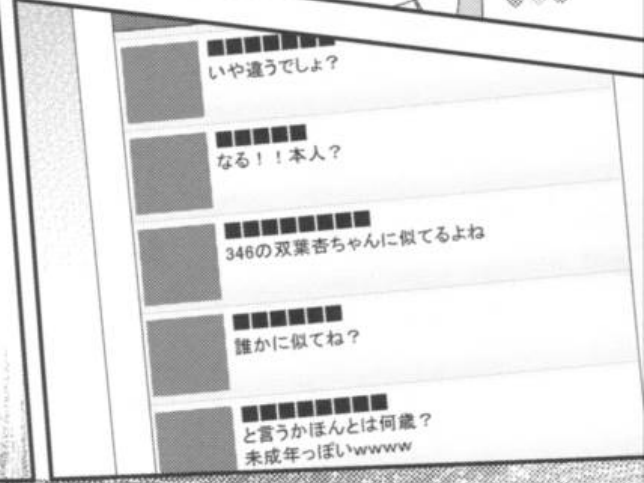 いや違うでしょ？
なる！！本人？
346の双葉杏ちゃんに似てるよね
誰かに似てね？
と言うかほんとは何歳？
未成年っぽいwwww